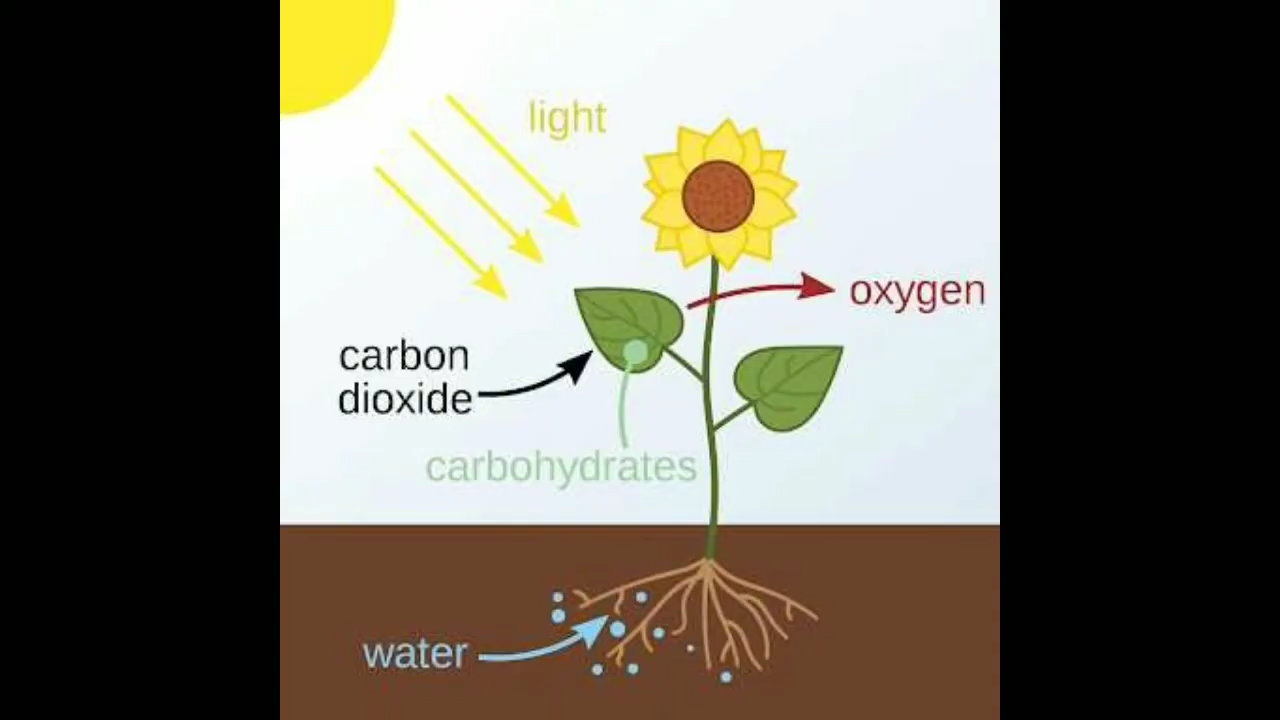 light
oxygen
carbon
dioxide
carbohydrates
water